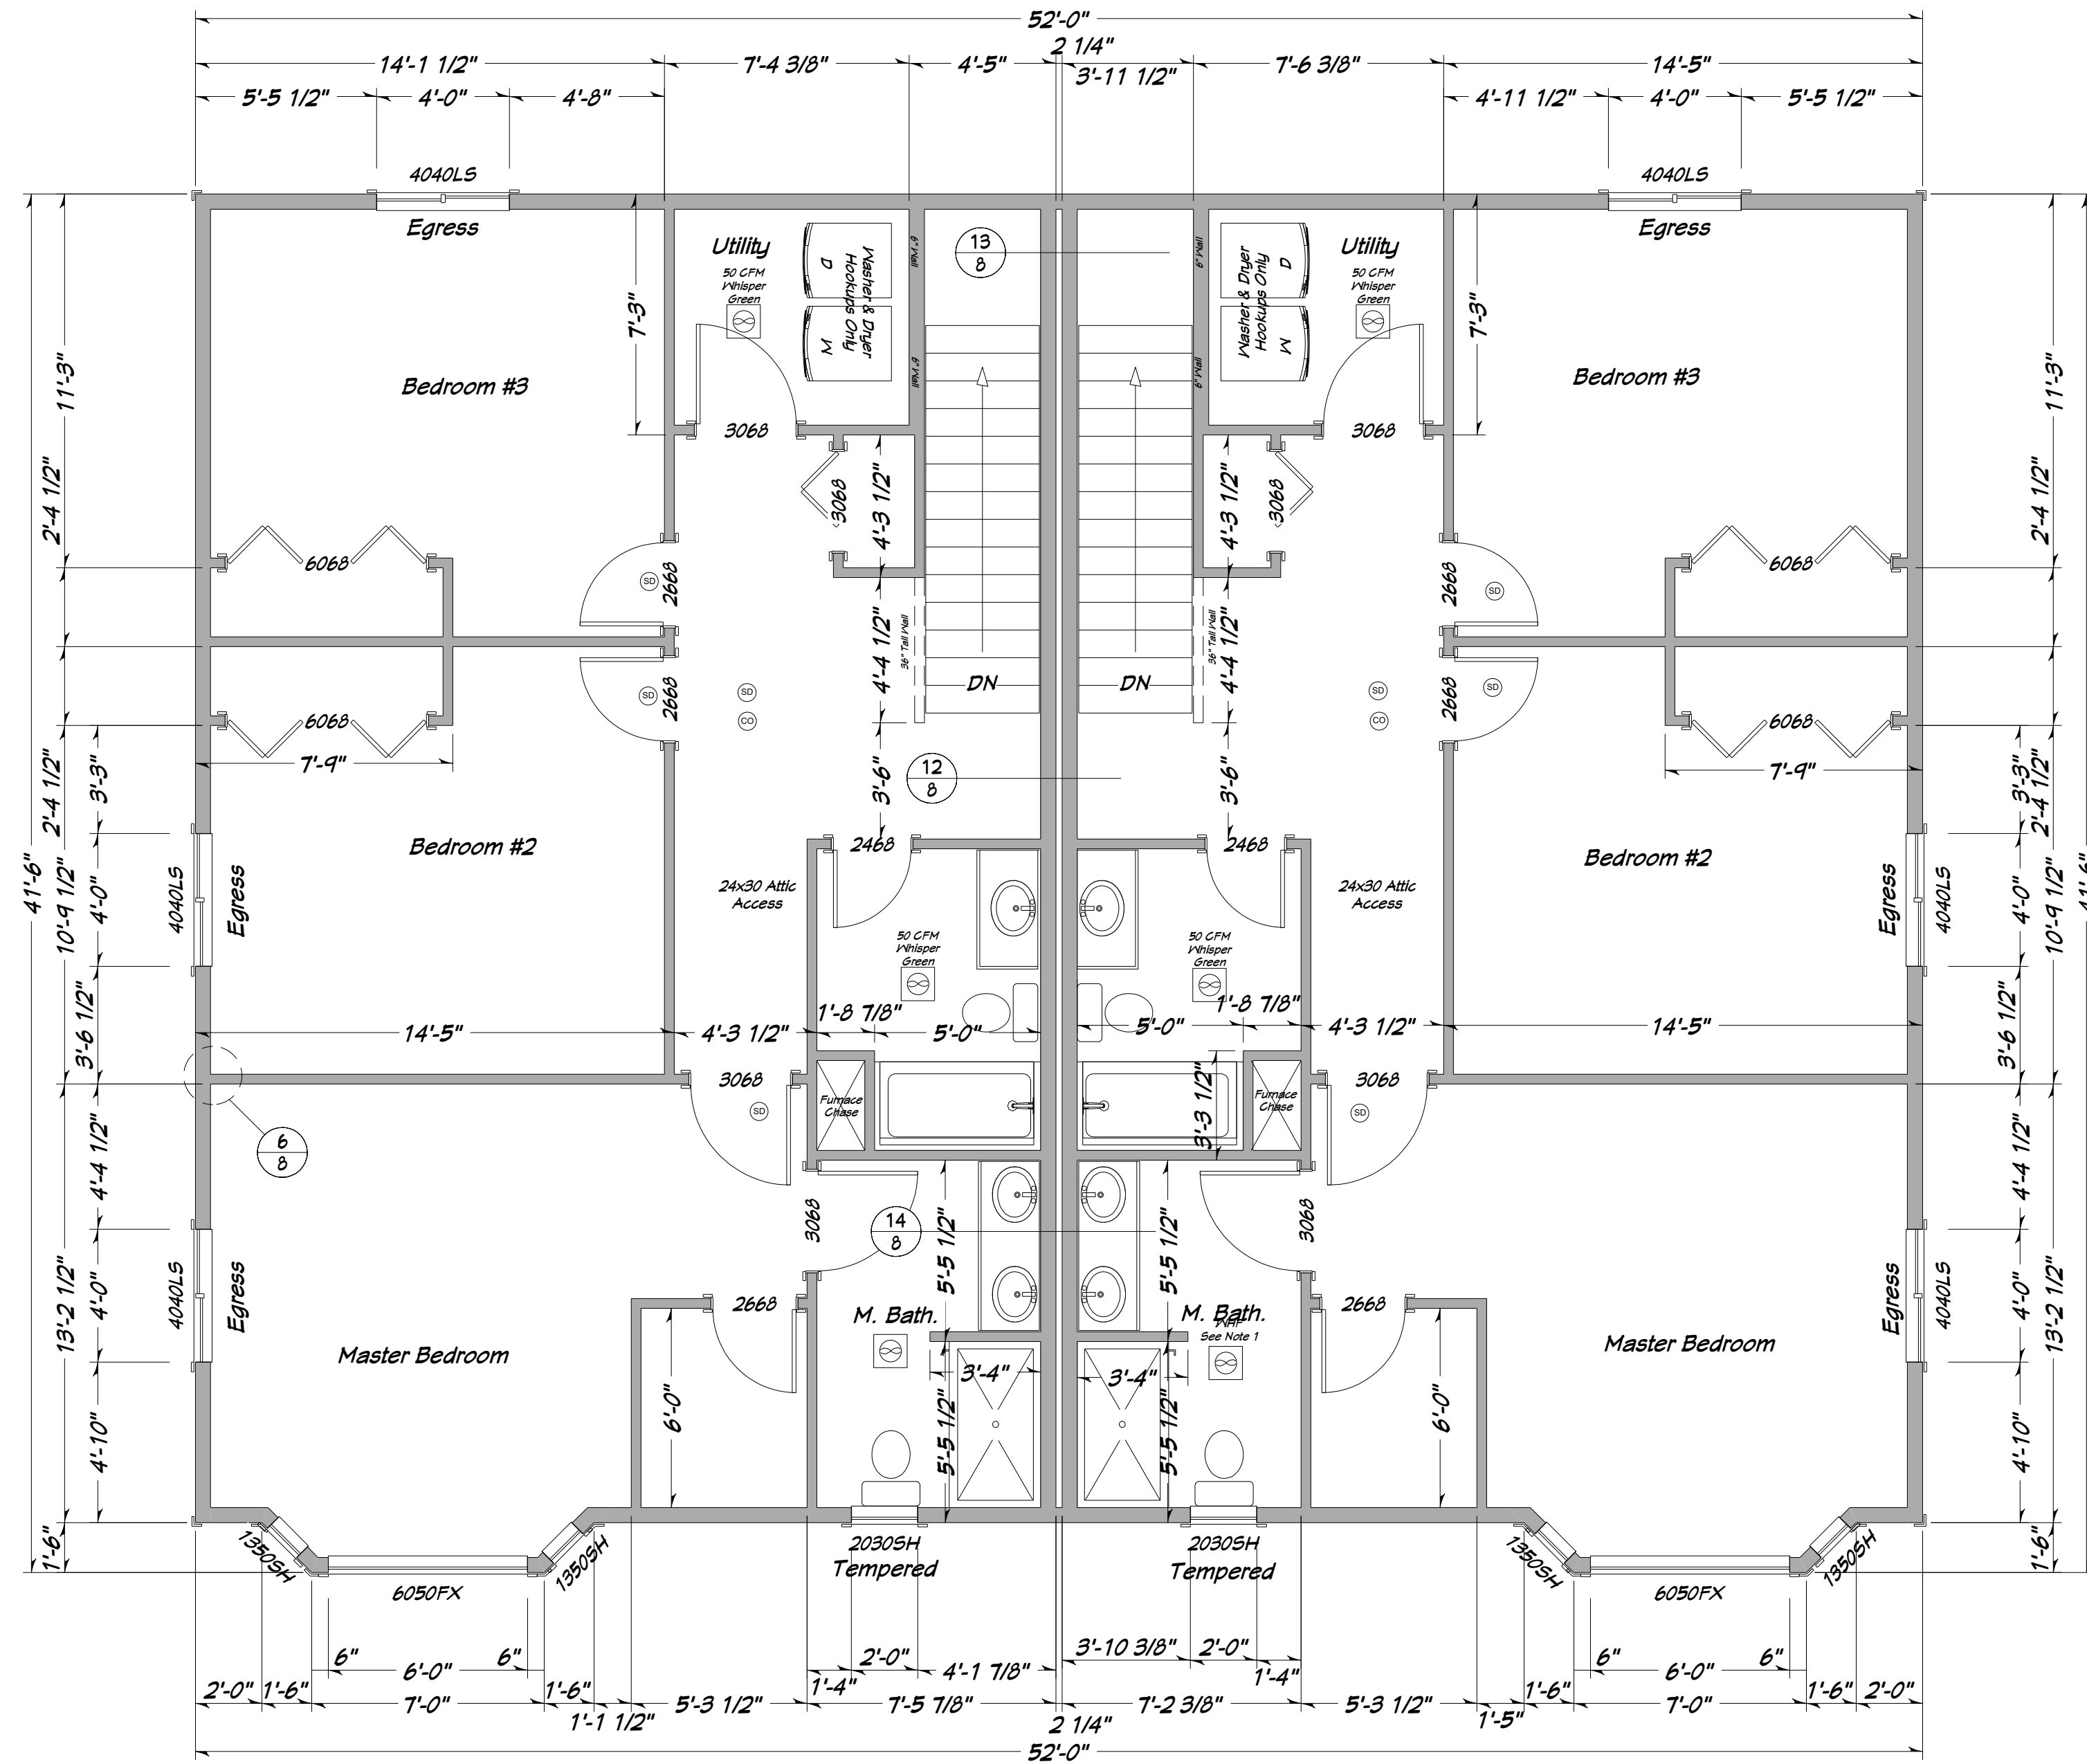 52'-0"
14'-1 1/2"
7'-4 3/8"
4'-5"
2 1/4"
3'-11 1/2"
7'-6 3/8"
14'-5"
5'-5 1/2"
4'-0"
4'-8"
4'-11 1/2"
4'-0"
5'-5 1/2"
4040LS
Egress
4040LS
Egress
Utility
50 CFM
Whisper
Green
Washer & Dryer
Hookups Only
D
W
6" Wall
6" Wall
13
8
6" Wall
6" Wall
Washer & Dryer
Hookups Only
D
W
Utility
50 CFM
Whisper
Green
7'-3"
7'-3"
11'-3"
11'-3"
Bedroom #3
Bedroom #3
3068
3068
3068
4'-3 1/2"
4'-3 1/2"
3068
2'-4 1/2"
2'-4 1/2"
6068
6068
SD
2668
2668
SD
4'-4 1/2"
36" Tall Wall
36" Tall Wall
4'-4 1/2"
SD
2668
SD
CO
DN
DN
SD
CO
2668
SD
6068
7'-9"
6068
7'-9"
3'-6"
12
8
3'-6"
2'-4 1/2"
3'-3"
3'-3"
2'-4 1/2"
41'-6"
41'-6"
Bedroom #2
Bedroom #2
2468
2468
4040LS
Egress
Egress
4040LS
10'-9 1/2"
4'-0"
4'-0"
10'-9 1/2"
24x30 Attic
Access
24x30 Attic
Access
50 CFM
Whisper
Green
50 CFM
Whisper
Green
3'-6 1/2"
3'-6 1/2"
14'-5"
4'-3 1/2"
1'-8 7/8"
5'-0"
5'-0"
1'-8 7/8"
4'-3 1/2"
14'-5"
3068
3068
SD
SD
Furnace
Chase
3'-3 1/2"
Furnace
Chase
6
8
4'-4 1/2"
4'-4 1/2"
3068
14
8
5'-5 1/2"
5'-5 1/2"
3068
4040LS
Egress
Egress
4040LS
13'-2 1/2"
4'-0"
4'-0"
13'-2 1/2"
2668
2668
M. Bath.
M. Bath.
WHF
See Note 1
Master Bedroom
Master Bedroom
3'-4"
3'-4"
6'-0"
6'-0"
5'-5 1/2"
5'-5 1/2"
4'-10"
4'-10"
1'-6"
1'-6"
1350SH
6050FX
1350SH
2030SH
Tempered
2030SH
Tempered
1350SH
6050FX
1350SH
6"
6'-0"
6"
2'-0"
4'-1 7/8"
1'-4"
3'-10 3/8"
2'-0"
1'-4"
6"
6'-0"
6"
2'-0"
1'-6"
7'-0"
1'-6"
1'-1 1/2"
5'-3 1/2"
7'-5 7/8"
2 1/4"
7'-2 3/8"
5'-3 1/2"
1'-5"
1'-6"
7'-0"
1'-6"
2'-0"
52'-0"